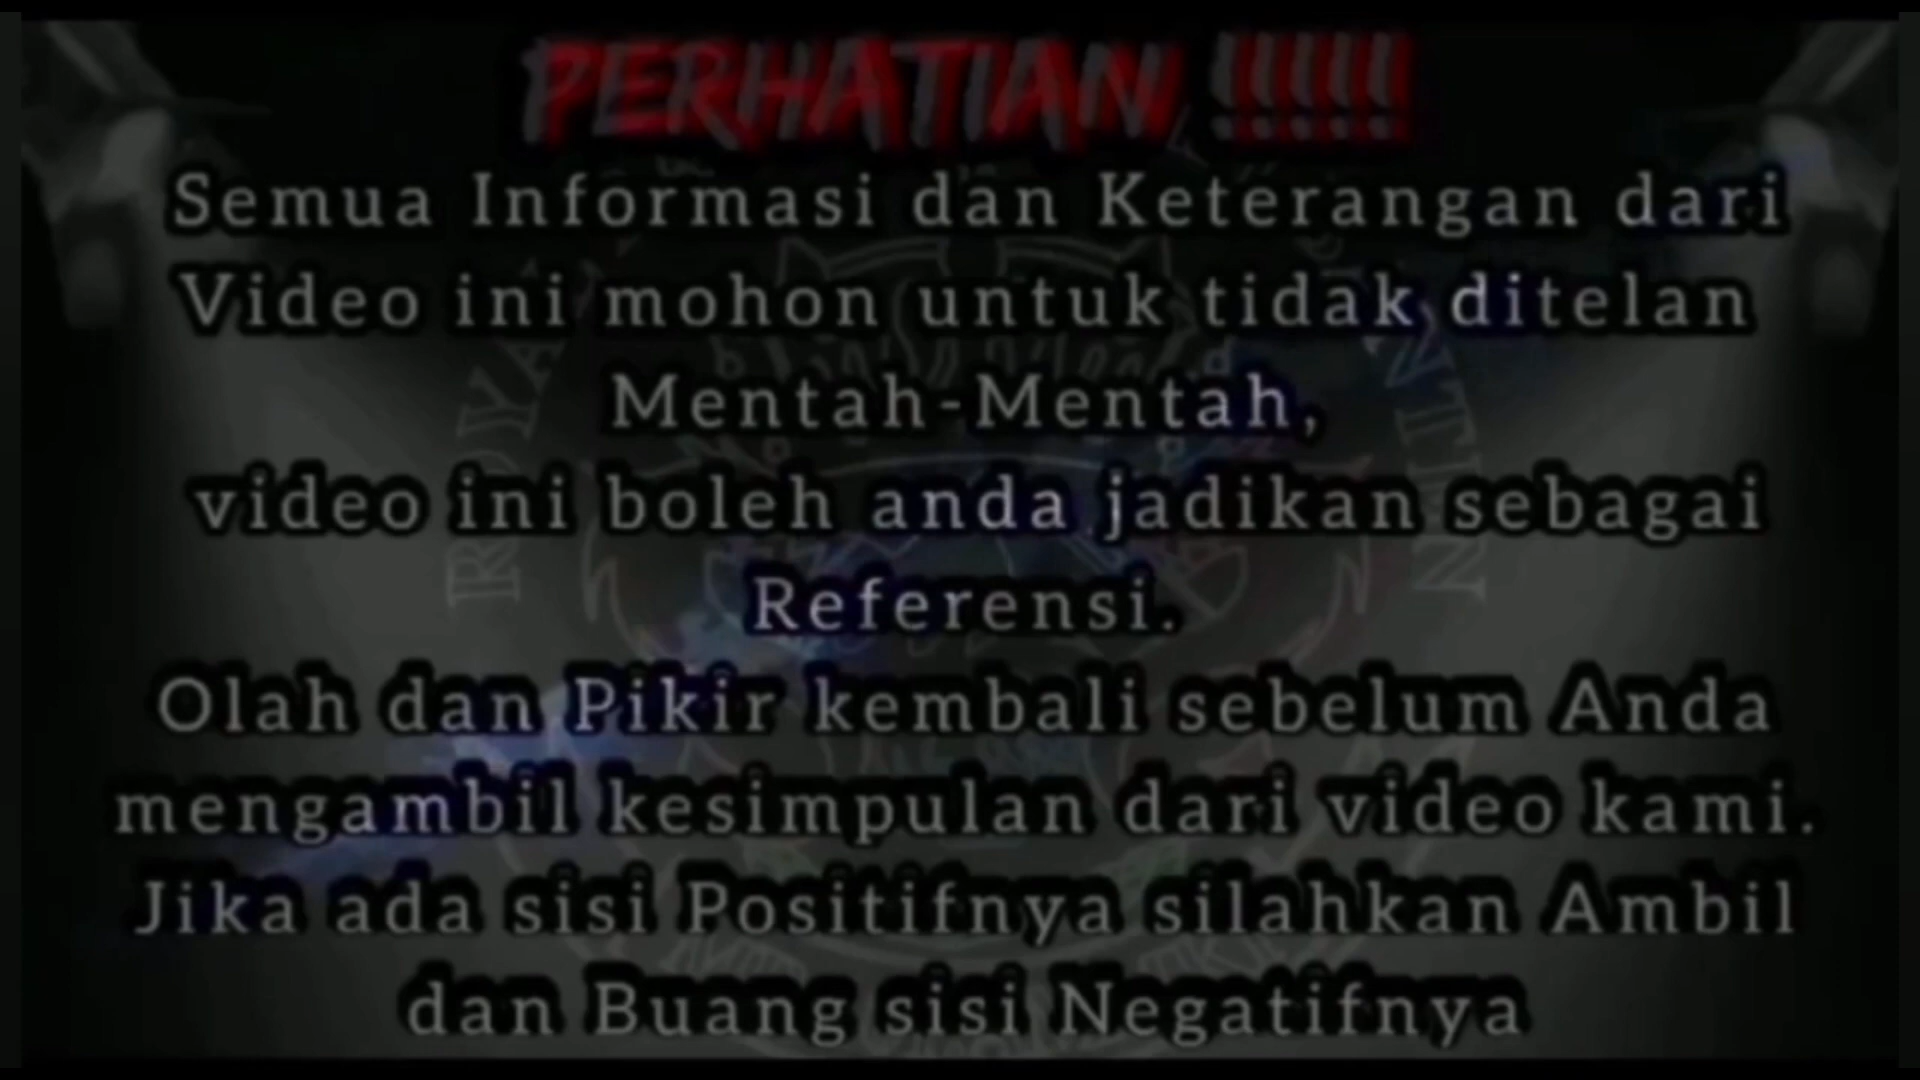 PERHATIAN !!!!!
Semua Informasi dan Keterangan dari
Video ini mohon untuk tidak ditelan
Mentah-Mentah,
video ini boleh anda jadikan sebagai
Referensi.
Olah dan Pikir kembali sebelum Anda
mengambil kesimpulan dari video kami.
Jika ada sisi Positifnya silahkan Ambil
dan Buang sisi Negatifnya